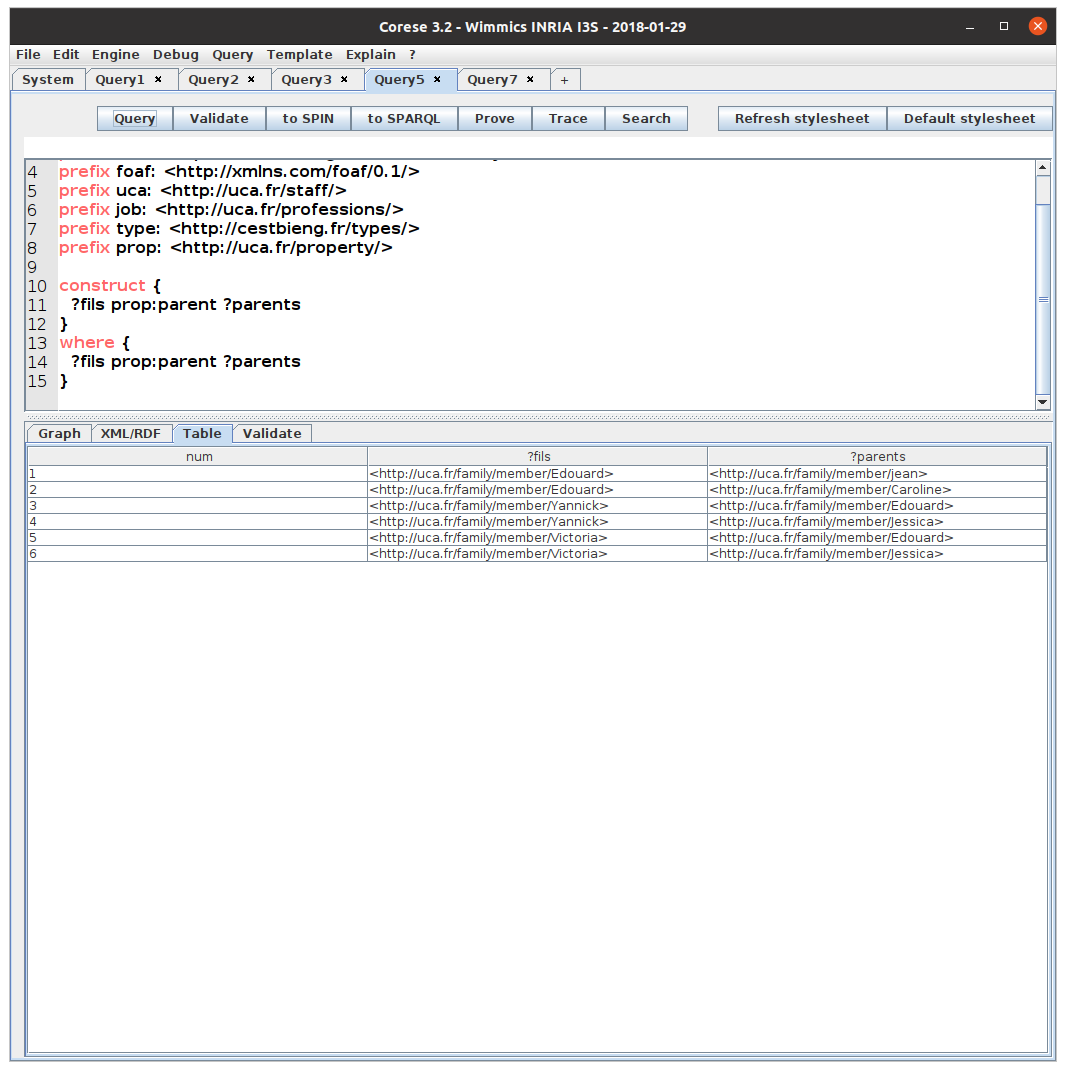 Corese 3.2 - Wimmics INRIA I3S - 2018-01-29
File Edit Engine Debug Query Template Explain ?
System Query1 × Query2 × Query3 × Query5 × Query7 × +
Query Validate to SPIN to SPARQL Prove Trace Search Refresh stylesheet Default stylesheet
4 prefix foaf: <http://xmlns.com/foaf/0.1/>
5 prefix uca: <http://uca.fr/staff/>
6 prefix job: <http://uca.fr/professions/>
7 prefix type: <http://cestbieng.fr/types/>
8 prefix prop: <http://uca.fr/property/>
9
10 construct {
11 ?fils prop:parent ?parents
12 }
13 where {
14 ?fils prop:parent ?parents
15 }
Graph XML/RDF Table Validate
num ?fils ?parents
1 <http://uca.fr/family/member/Edouard> <http://uca.fr/family/member/jean>
2 <http://uca.fr/family/member/Edouard> <http://uca.fr/family/member/Caroline>
3 <http://uca.fr/family/member/Yannick> <http://uca.fr/family/member/Edouard>
4 <http://uca.fr/family/member/Yannick> <http://uca.fr/family/member/Jessica>
5 <http://uca.fr/family/member/Victoria> <http://uca.fr/family/member/Edouard>
6 <http://uca.fr/family/member/Victoria> <http://uca.fr/family/member/Jessica>